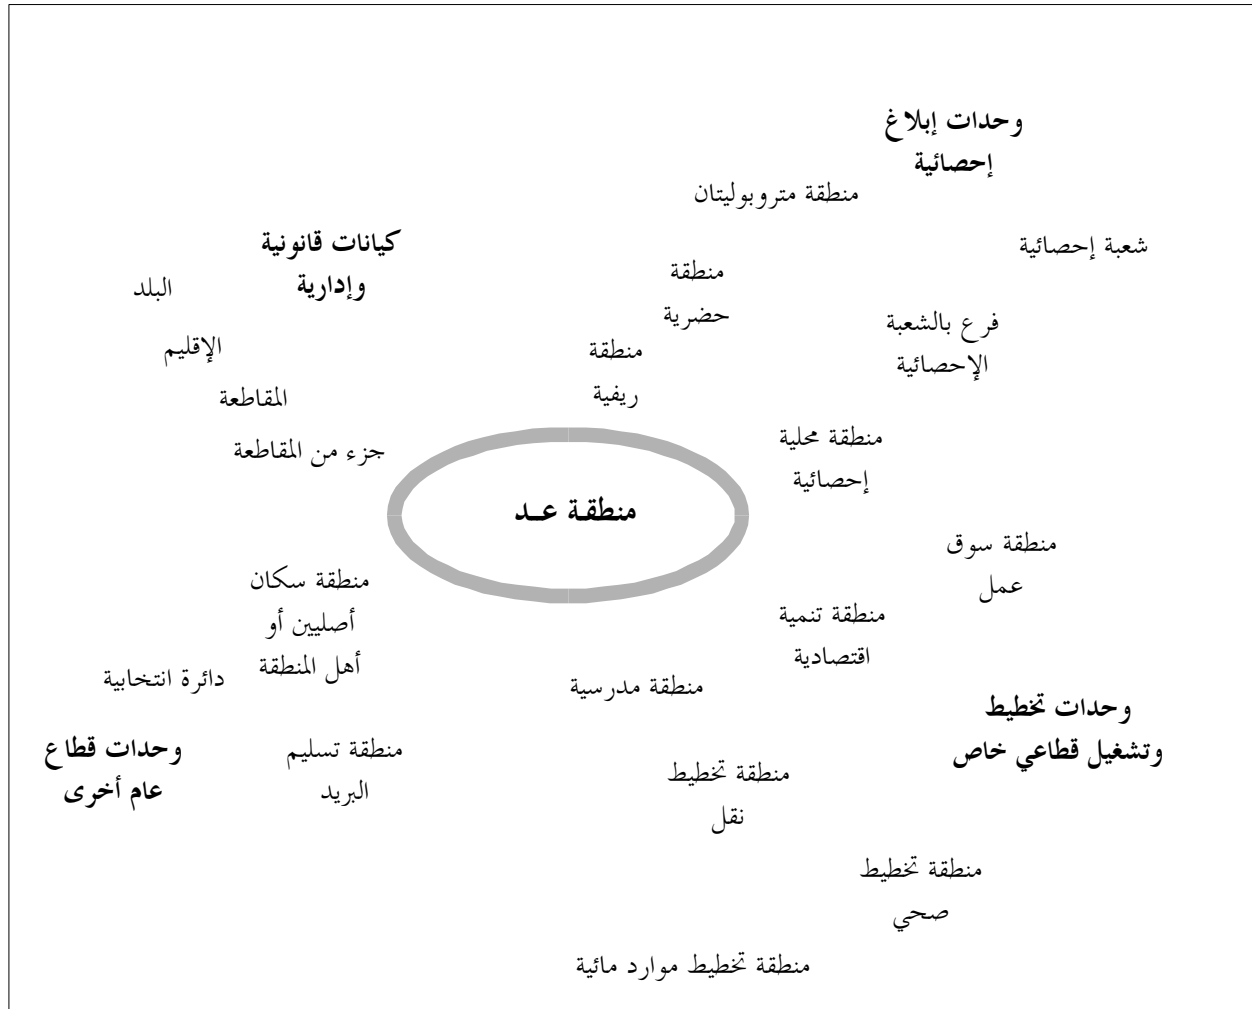 وحدات إبلاغ
إحصائية
منطقة متروبوليتان
شعبة إحصائية
كيانات قانونية
وإدارية
منطقة
حضرية
البلد
فرع بالشعبة
الإحصائية
الإقليم
منطقة
ريفية
المقاطعة
منطقة محلية
إحصائية
جزء من المقاطعة
منطقـة عــد
منطقة سوق
عمل
منطقة سكان
أصليين أو
أهل المنطقة
منطقة تنمية
اقتصادية
دائرة انتخابية
منطقة مدرسية
وحدات تخطيط
وتشغيل قطاعي خاص
وحدات قطاع
عام أخرى
منطقة تسليم
البريد
منطقة تخطيط
نقل
منطقة تخطيط
صحي
منطقة تخطيط موارد مائية